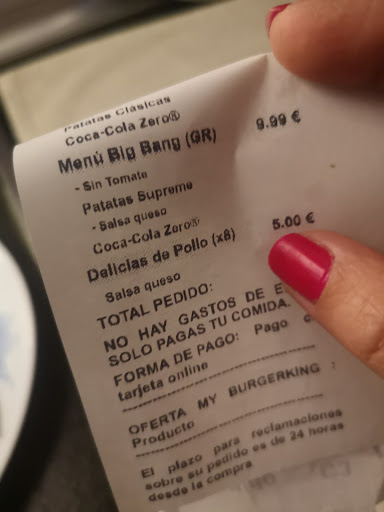 Patatas Clásicas
Coca-Cola Zero®
Menú Big Bang (GR) 9.99 €
- Sin Tomate
Patatas Supreme
- Salsa queso
Coca-Cola Zero®
Delicias de Pollo (x8) 5.00 €
Salsa queso
TOTAL PEDIDO:
NO HAY GASTOS DE E
SOLO PAGAS TU COMIDA.
FORMA DE PAGO: Pago c
tarjeta online
OFERTA MY BURGERKING :
Producto
El plazo para reclamaciones
sobre su pedido es de 24 horas
desde la compra